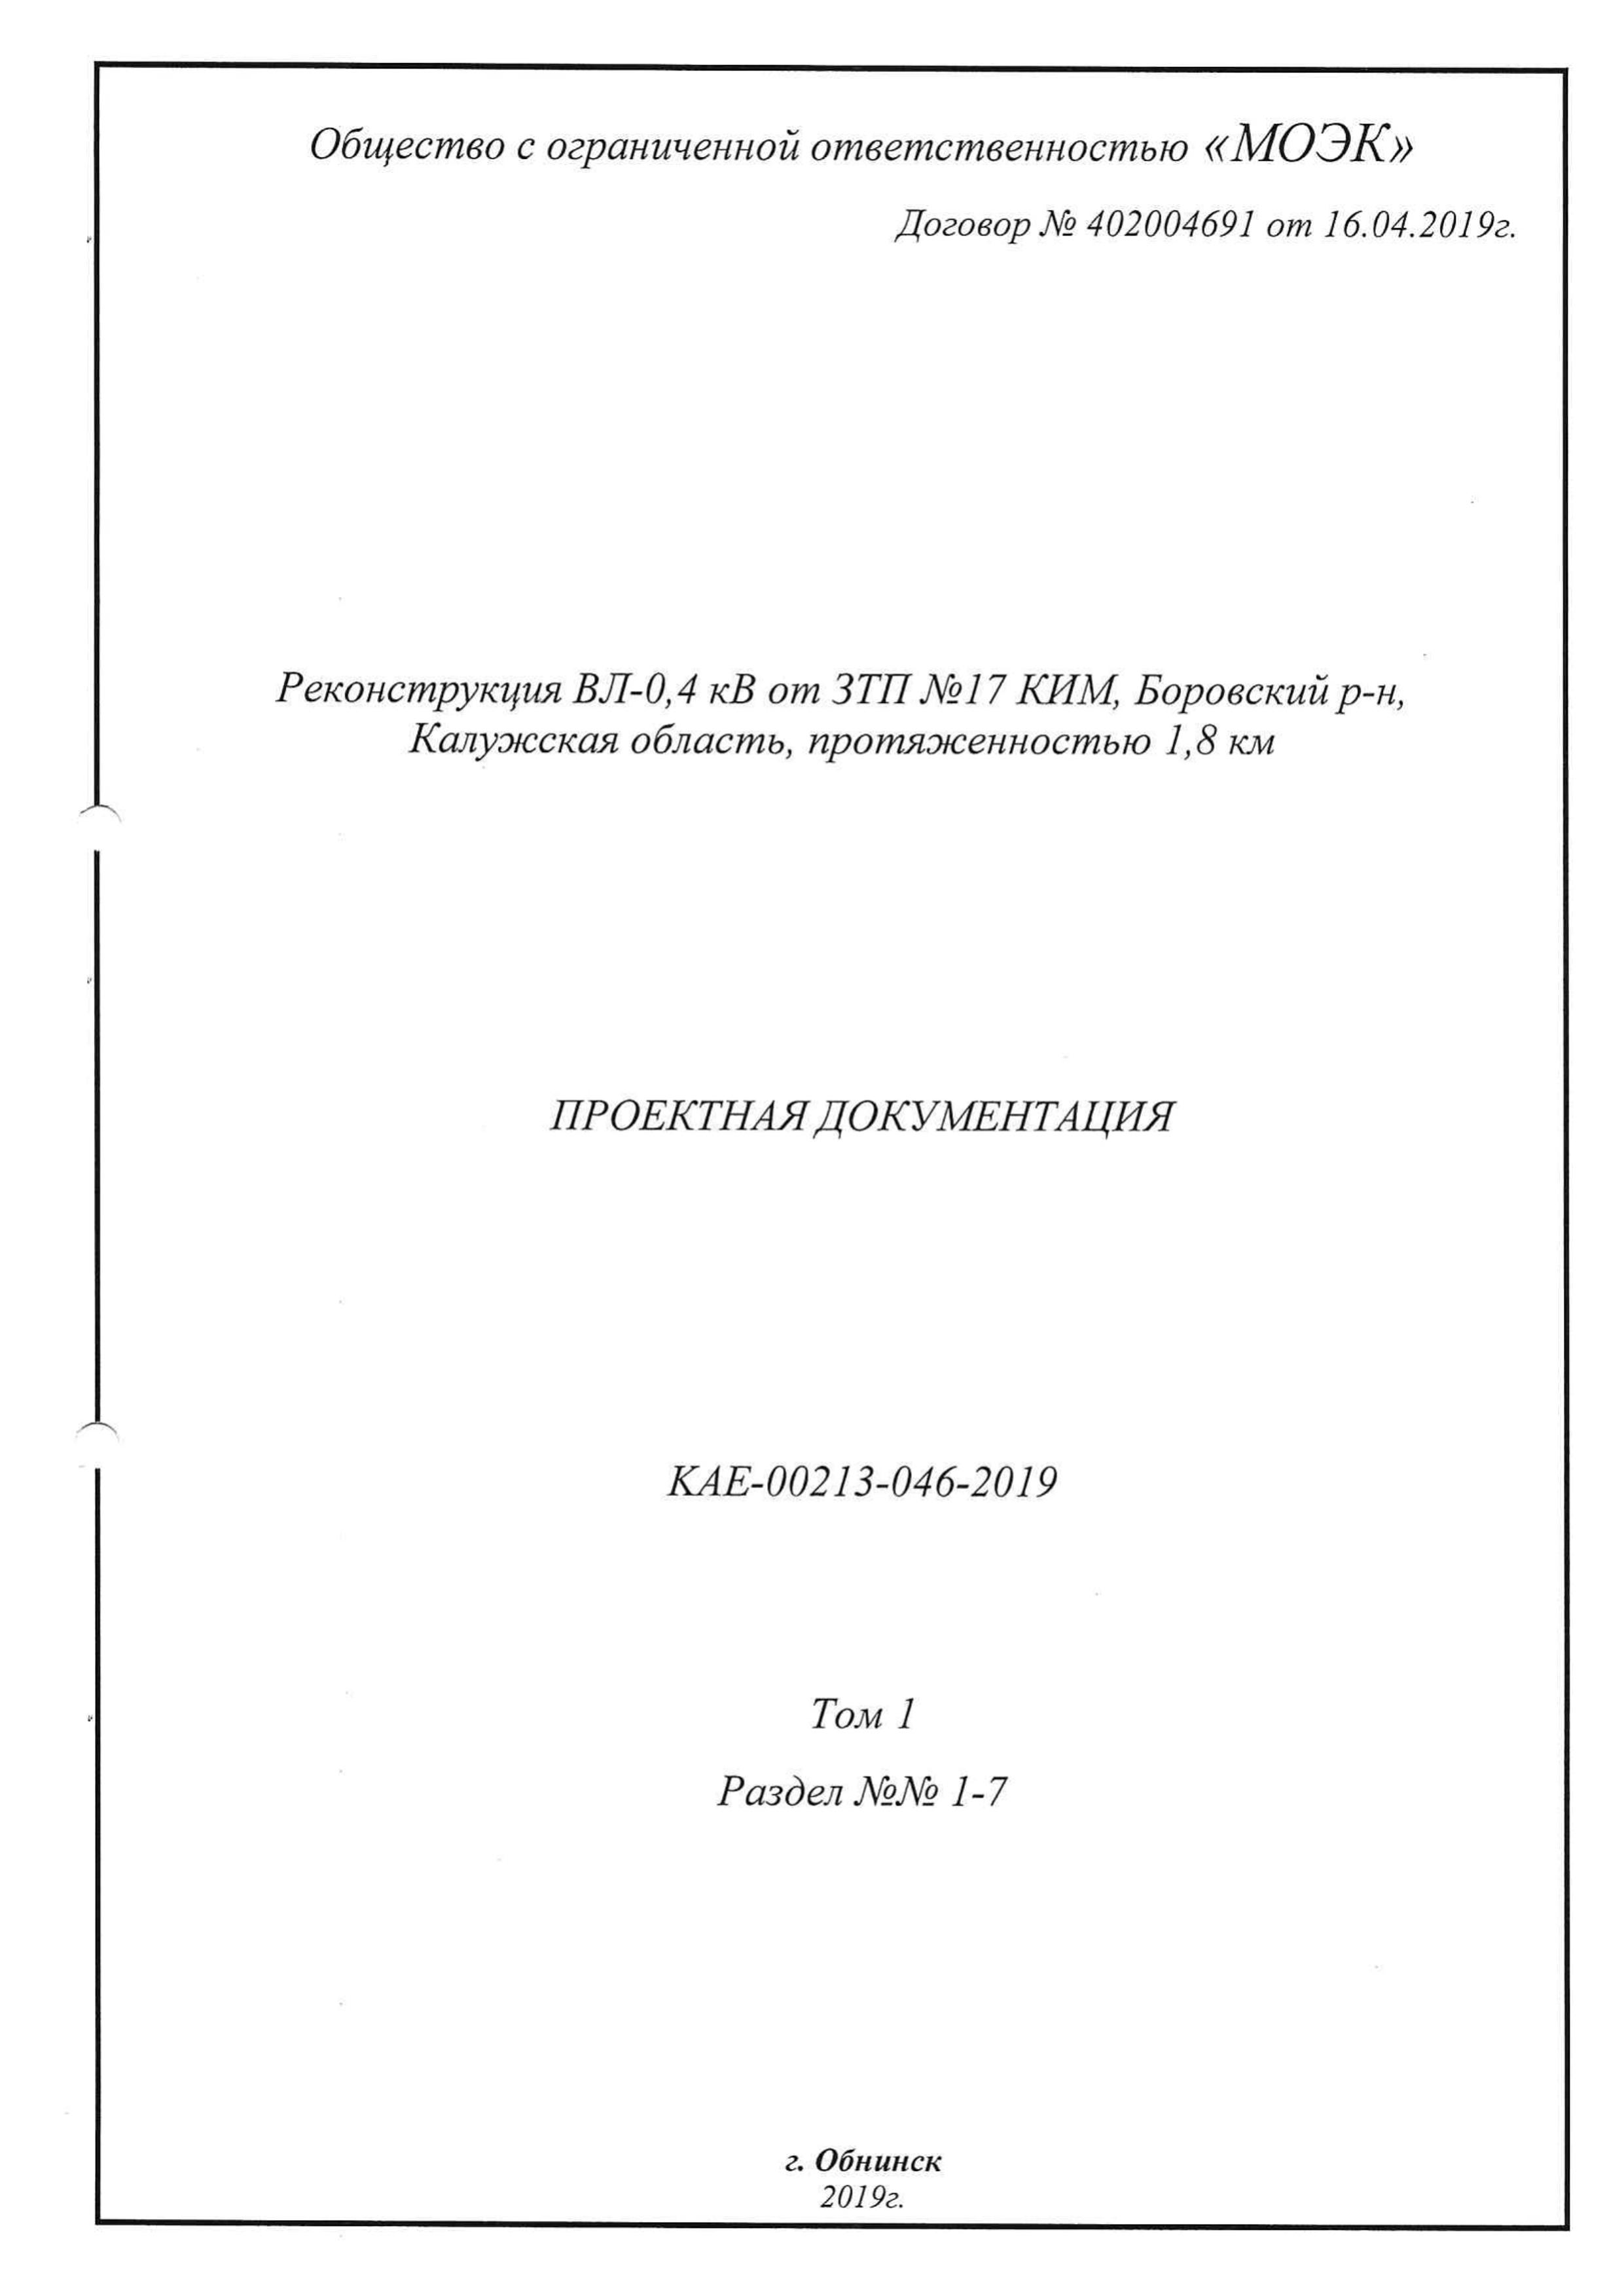 Общество с ограниченной ответственностью «МОЭК»
Договор № 402004691 от 16.04.2019г.
Реконструкция ВЛ-0,4 кВ от ЗТП №17 КИМ, Боровский р-н,
Калужская область, протяженностью 1,8 км
ПРОЕКТНАЯ ДОКУМЕНТАЦИЯ
КАЕ-00213-046-2019
Том 1
Раздел №№ 1-7
г. Обнинск
2019г.